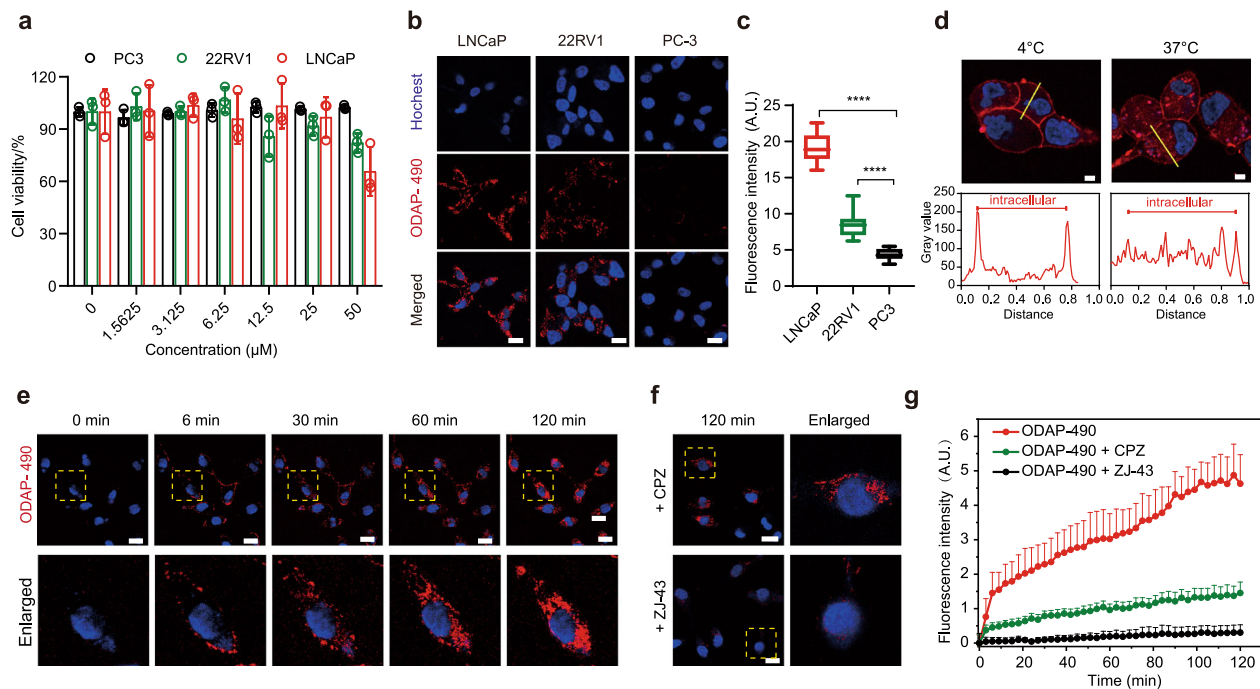 a
PC3 22RV1 LNCaP
Cell viability/%
120
90
60
30
0
0 1.5625 3.125 6.25 12.5 25 50
Concentration (µM)
b
LNCaP 22RV1 PC-3
Hochest
ODAP- 490
Merged
c
Fluorescence intensity (A.U.)
25
20
15
10
5
0
****
****
LNCaP 22RV1 PC3
d
4°C 37°C
Gray value
250
200
150
100
50
0
intracellular
intracellular
0.0 0.2 0.4 0.6 0.8 1.0
0.0 0.2 0.4 0.6 0.8 1.0
Distance Distance
e
0 min 6 min 30 min 60 min 120 min
ODAP- 490
Enlarged
f
120 min Enlarged
+ CPZ
+ ZJ-43
g
Fluorescence intensity (A.U.)
6
5
4
3
2
1
0
ODAP-490
ODAP-490 + CPZ
ODAP-490 + ZJ-43
0 20 40 60 80 100 120
Time (min)